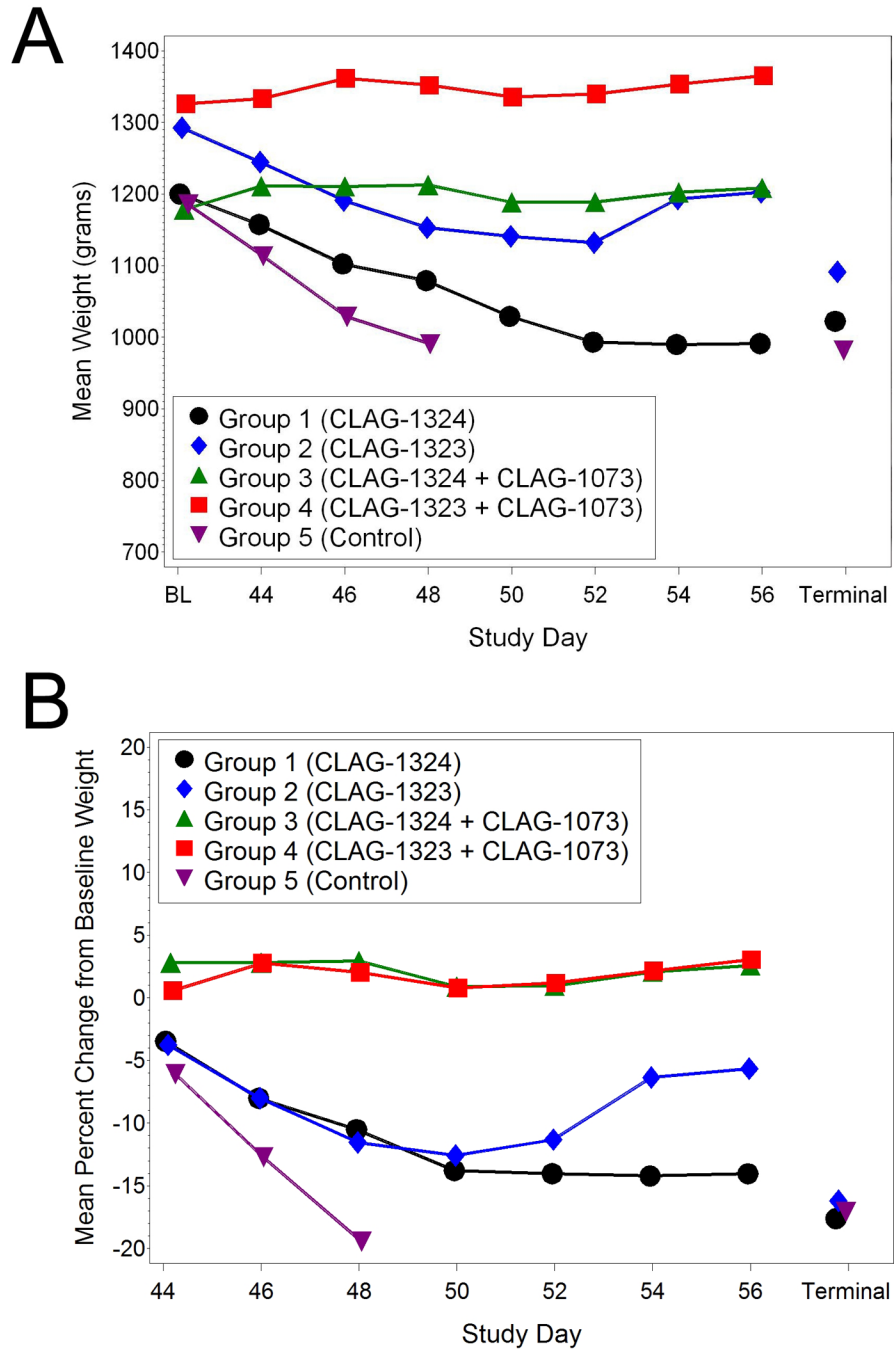 A
1400
1300
1200
1100
1000
900
800
700
Mean Weight (grams)
Group 1 (CLAG-1324)
Group 2 (CLAG-1323)
Group 3 (CLAG-1324 + CLAG-1073)
Group 4 (CLAG-1323 + CLAG-1073)
Group 5 (Control)
BL 44 46 48 50 52 54 56 Terminal
Study Day
B
20
15
10
5
0
-5
-10
-15
-20
Mean Percent Change from Baseline Weight
Group 1 (CLAG-1324)
Group 2 (CLAG-1323)
Group 3 (CLAG-1324 + CLAG-1073)
Group 4 (CLAG-1323 + CLAG-1073)
Group 5 (Control)
44 46 48 50 52 54 56 Terminal
Study Day